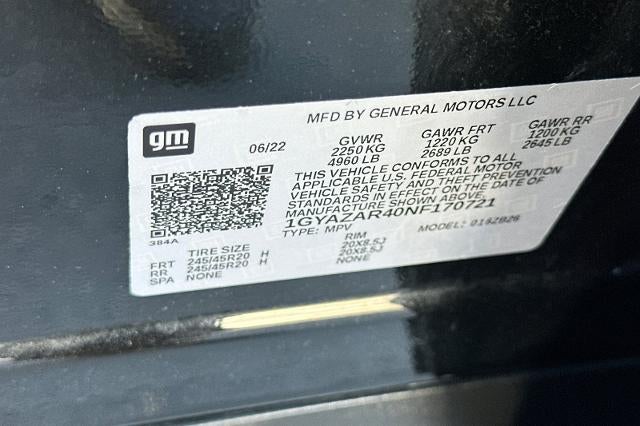 MFD BY GENERAL MOTORS LLC
gm
06/22 GVWR GAWR FRT GAWR RR
2250 KG 1220 KG 1200 KG
4960 LB 2689 LB 2645 LB
THIS VEHICLE CONFORMS TO ALL
APPLICABLE U.S. FEDERAL MOTOR
VEHICLE SAFETY AND THEFT PREVENTION
STANDARDS IN EFFECT ON THE DATE OF
MANUFACTURE SHOWN ABOVE
1GYAZAR40NF170721
TYPE: MPV MODEL:
384A
TIRE SIZE RIM
FRT 245/45R20 H 20X8.5J
RR 245/45R20 H 20X8.5J
SPA NONE NONE